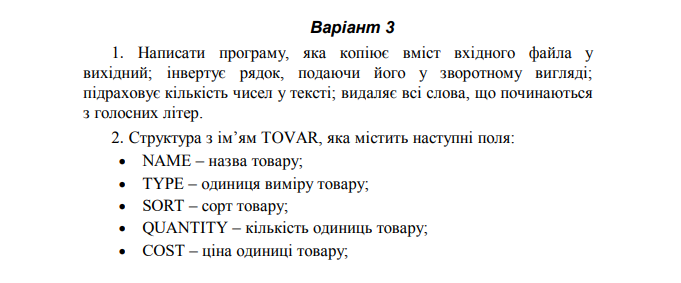 Варіант 3
1. Написати програму, яка копіює вміст вхідного файла у
вихідний; інвертує рядок, подаючи його у зворотному вигляді;
підраховує кількість чисел у тексті; видаляє всі слова, що починаються
з голосних літер.
2. Структура з ім’ям TOVAR, яка містить наступні поля:
• NAME – назва товару;
• TYPE – одиниця виміру товару;
• SORT – сорт товару;
• QUANTITY – кількість одиниць товару;
• COST – ціна одиниці товару;